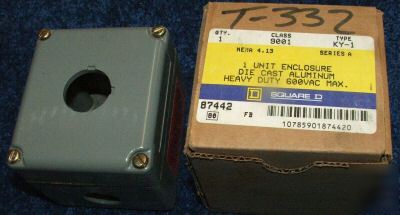 T-337
QTY. CLASS TYPE
1 9001 KY-1
NEMA 4.13 SERIES A
1 UNIT ENCLOSURE
DIE CAST ALUMINUM
HEAVY DUTY 600VAC MAX.
87442
SQUARE D
FB
10785901874420